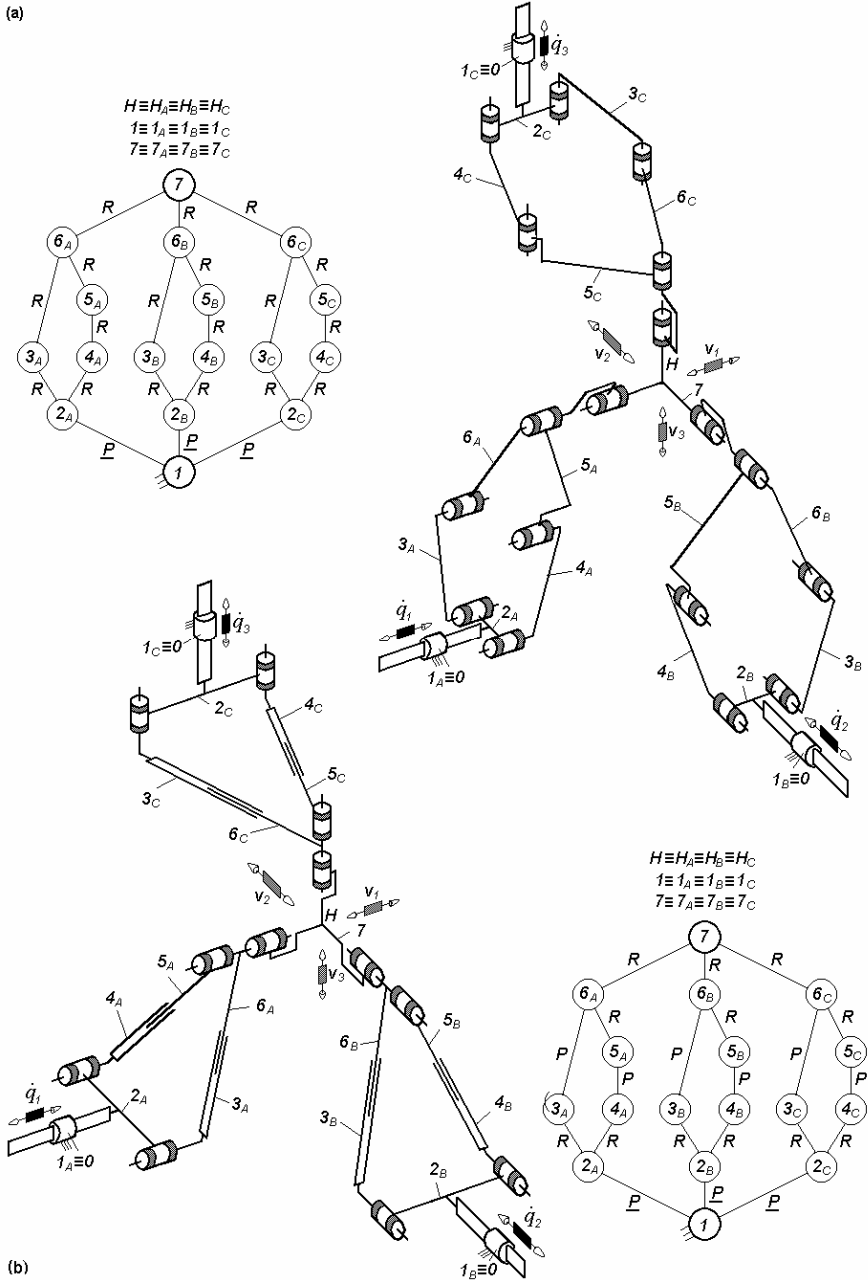 (a)
H≡H_A≡H_B≡H_C
1≡1_A≡1_B≡1_C
7≡7_A≡7_B≡7_C
7
R R R
6_A 6_B 6_C
R R R
R 5_A R 5_B R 5_C
R R R
3_A 4_A 3_B 4_B 3_C 4_C
R R R R R R
2_A 2_B 2_C
P P P
1
q̇_3
1_C≡0
2_C
3_C
4_C
6_C
5_C
v_2
v_1
H
7
v_3
6_A
5_A
5_B
6_B
3_A
4_A
q̇_1
2_A
1_A≡0
4_B
3_B
2_B
q̇_2
1_B≡0
q̇_3
1_C≡0
2_C
4_C
3_C
5_C
6_C
v_2
v_1
H
7
v_3
5_A
4_A
6_A
5_B
6_B
q̇_1
2_A
3_A
1_A≡0
3_B
4_B
2_B
q̇_2
1_B≡0
H≡H_A≡H_B≡H_C
1≡1_A≡1_B≡1_C
7≡7_A≡7_B≡7_C
7
R R R
6_A 6_B 6_C
R R R
P 5_A P 5_B P 5_C
P P P
3_A 4_A 3_B 4_B 3_C 4_C
R R R R R R
2_A 2_B 2_C
P P P
1
(b)